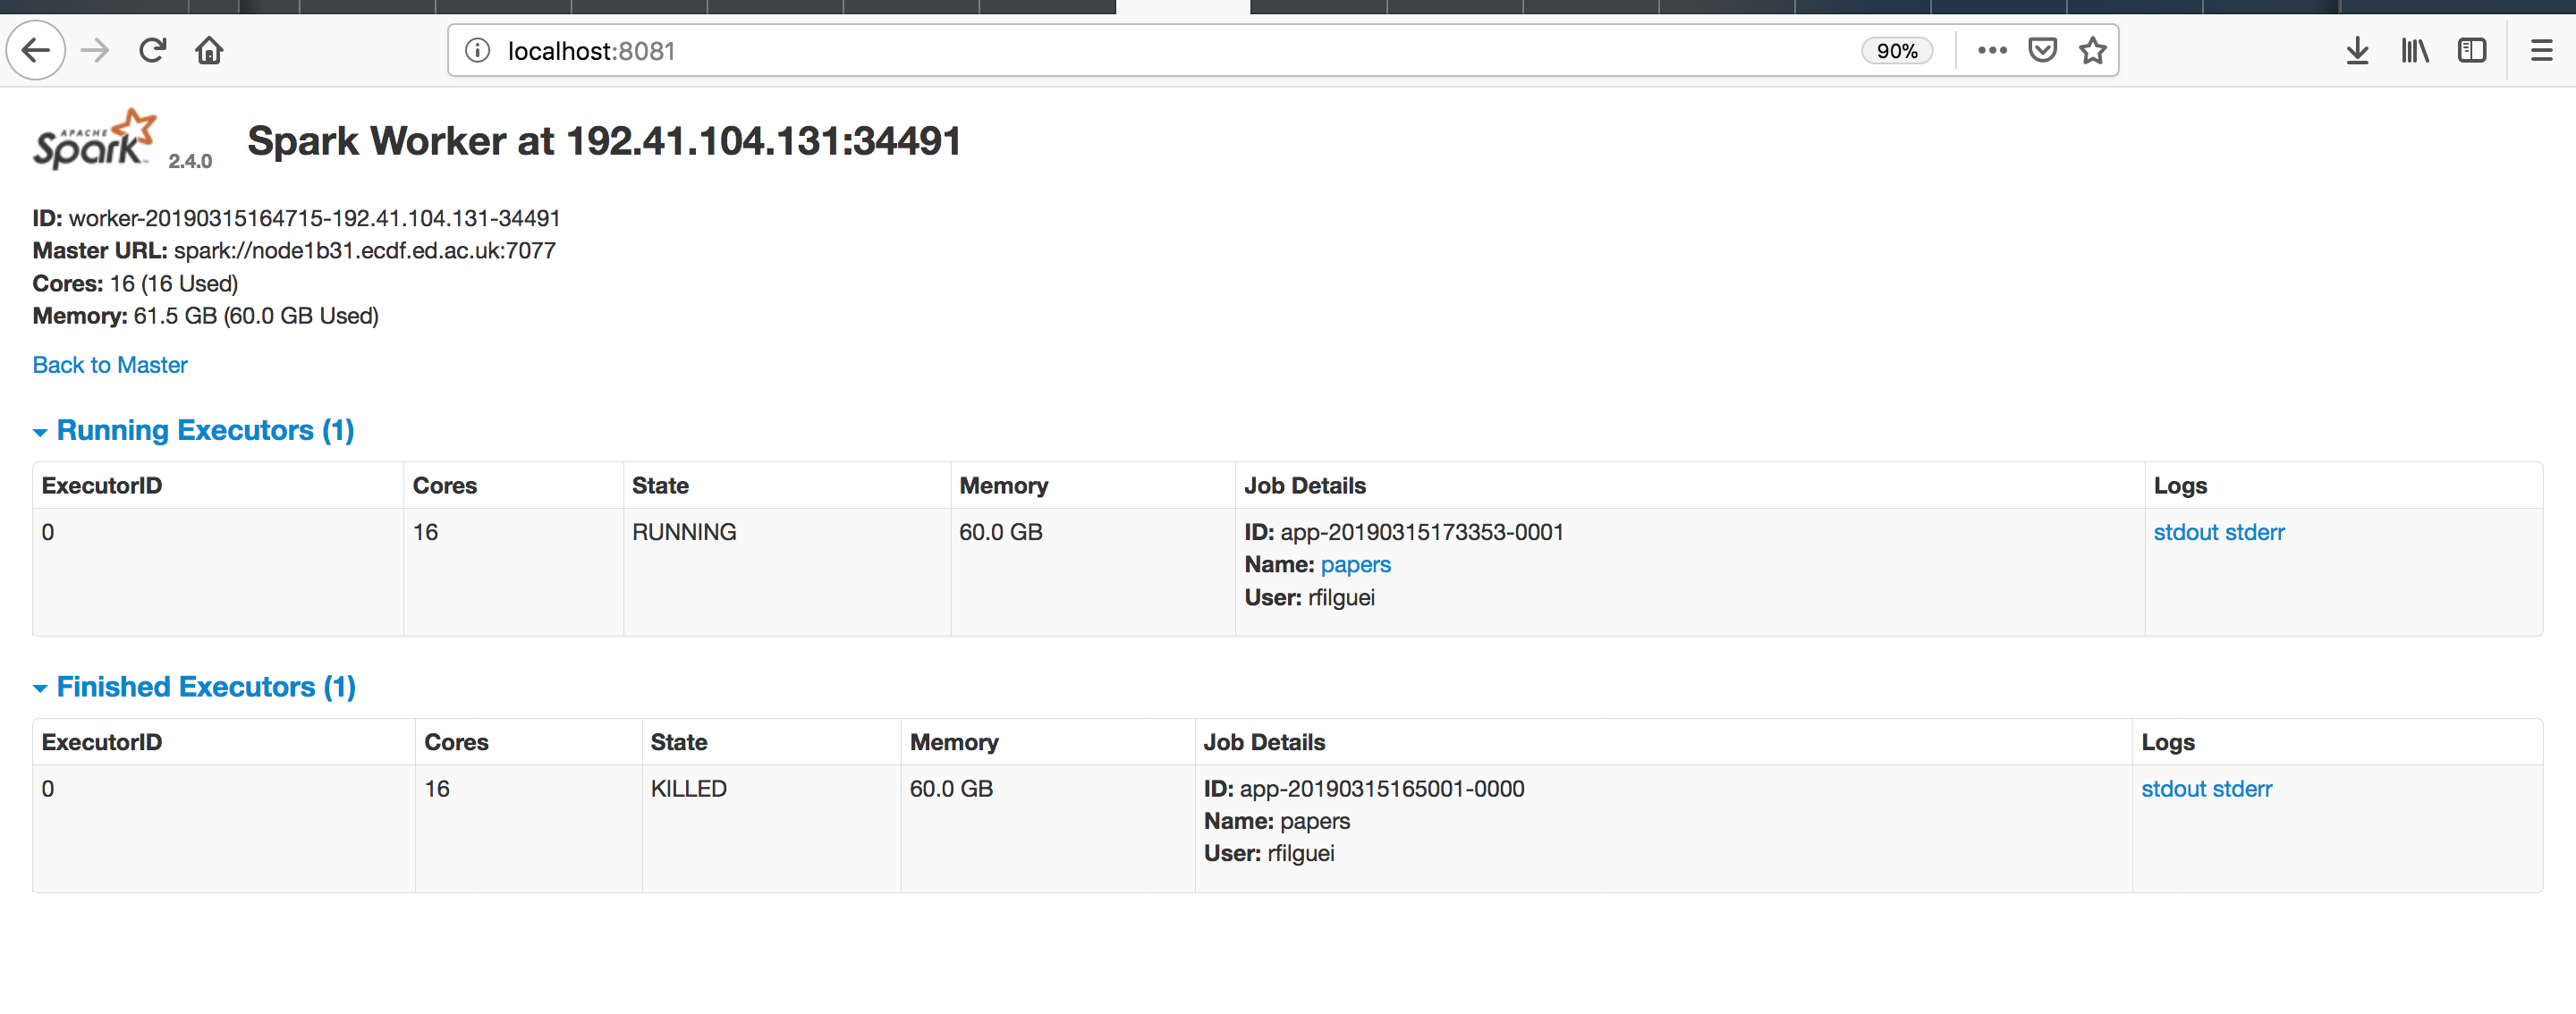 localhost:8081
90%
APACHE
Spark 2.4.0
Spark Worker at 192.41.104.131:34491
ID: worker-20190315164715-192.41.104.131-34491
Master URL: spark://node1b31.ecdf.ed.ac.uk:7077
Cores: 16 (16 Used)
Memory: 61.5 GB (60.0 GB Used)
Back to Master
Running Executors (1)
ExecutorID Cores State Memory Job Details Logs
0 16 RUNNING 60.0 GB ID: app-20190315173353-0001 stdout stderr
Name: papers
User: rfilguei
Finished Executors (1)
ExecutorID Cores State Memory Job Details Logs
0 16 KILLED 60.0 GB ID: app-20190315165001-0000 stdout stderr
Name: papers
User: rfilguei